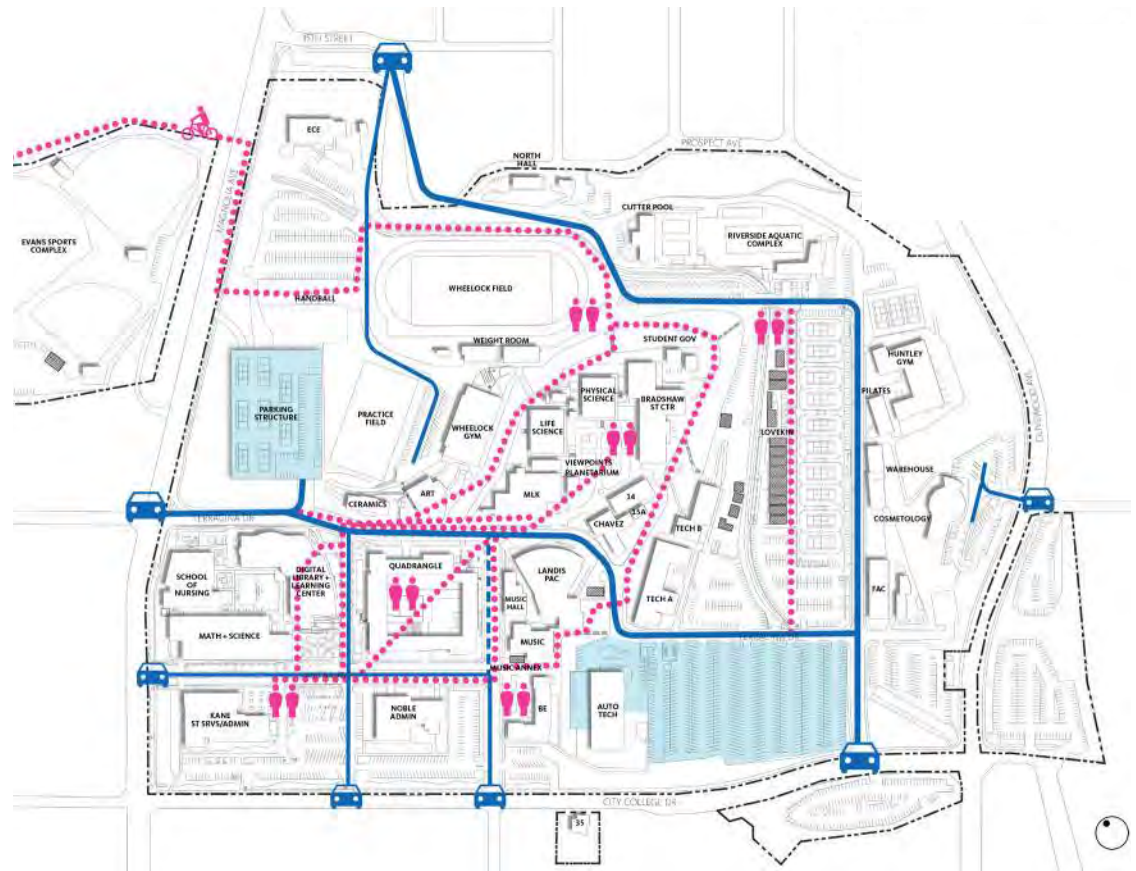 15TH STREET
ECE
MAGNOLIA AVE
NORTH
HALL
PROSPECT AVE
CUTTER POOL
RIVERSIDE AQUATIC
COMPLEX
EVANS SPORTS
COMPLEX
HANDBALL
WHEELOCK FIELD
WEIGHT ROOM
STUDENT GOV
HUNTLEY
GYM
PILATES
PARKING
STRUCTURE
PRACTICE
FIELD
WHEELOCK
GYM
PHYSICAL
SCIENCE
BRADSHAW
ST CTR
LIFE
SCIENCE
LOVEKIN
VIEWPOINTS
PLANETARIUM
WAREHOUSE
CERAMICS
ART
MLK
14
15A
CHAVEZ
TECH B
COSMETOLOGY
TERRACINA DR
SCHOOL
OF
NURSING
DIGITAL
LIBRARY +
LEARNING
CENTER
QUADRANGLE
LANDIS
PAC
MUSIC
HALL
TECH A
FAC
MATH + SCIENCE
MUSIC
MUSIC ANNEX
KANE
ST SRVS/ADMIN
NOBLE
ADMIN
BE
AUTO
TECH
CITY COLLEGE DR
35